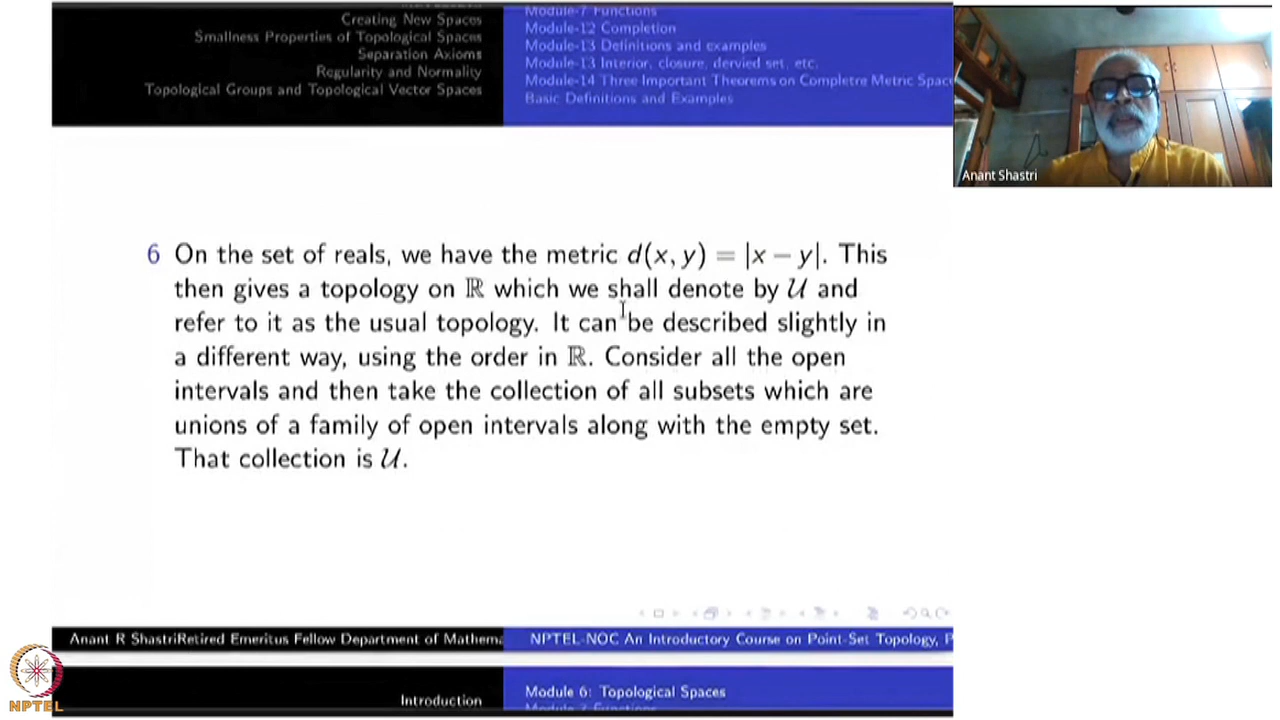 Creating New Spaces
Smallness Properties of Topological Spaces
Separation Axioms
Regularity and Normality
Topological Groups and Topological Vector Spaces
Module-7 Functions
Module-12 Completion
Module-13 Definitions and examples
Module-13 Interior, closure, dervied set, etc.
Module-14 Three Important Theorems on Completre Metric Space
Basic Definitions and Examples
Anant Shastri
6 On the set of reals, we have the metric d(x, y) = |x − y|. This
then gives a topology on ℝ which we shall denote by 𝒰 and
refer to it as the usual topology. It can be described slightly in
a different way, using the order in ℝ. Consider all the open
intervals and then take the collection of all subsets which are
unions of a family of open intervals along with the empty set.
That collection is 𝒰.
Anant R ShastriRetired Emeritus Fellow Department of Mathema
NPTEL-NOC An Introductory Course on Point-Set Topology, P
NPTEL
Introduction
Module 6: Topological Spaces
Module 7 Functions